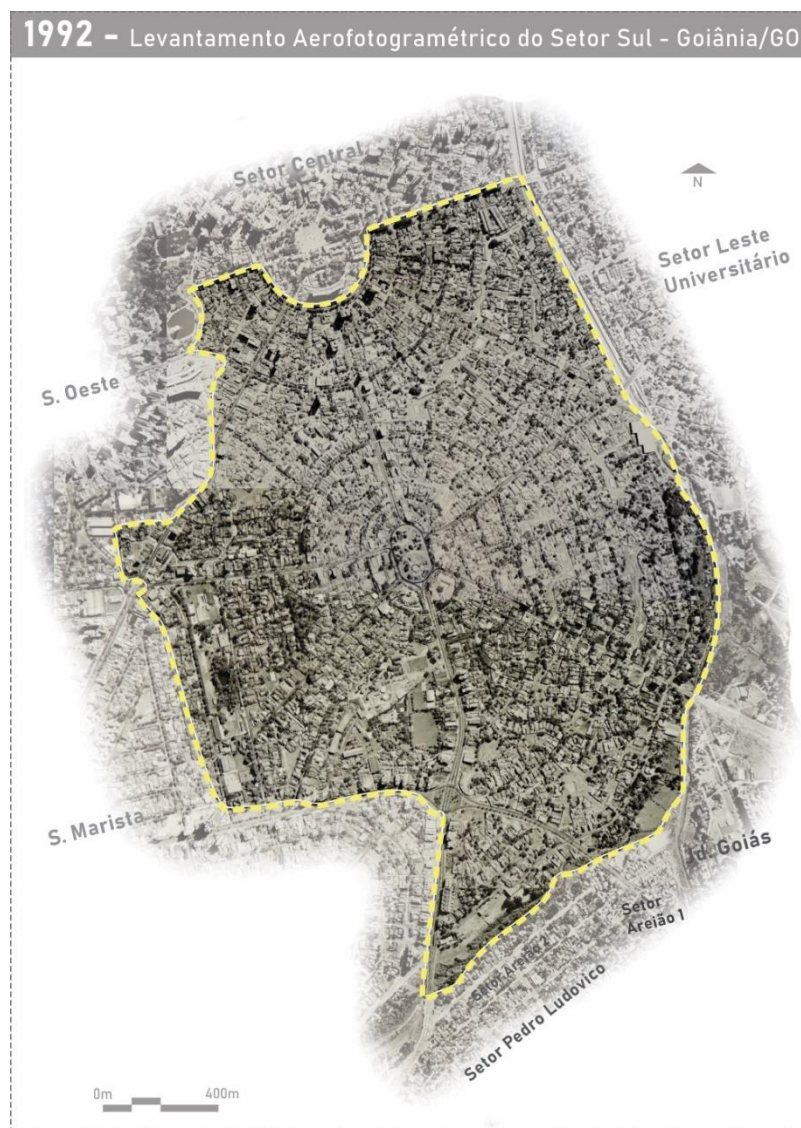 1992 - Levantamento Aerofotogramétrico do Setor Sul - Goiânia/GO
Setor Central
N
Setor Leste
Universitário
S. Oeste
S. Marista
Jd. Goiás
Setor
Areião 1
Setor Areião 2
Setor Pedro Ludovico
0m 400m